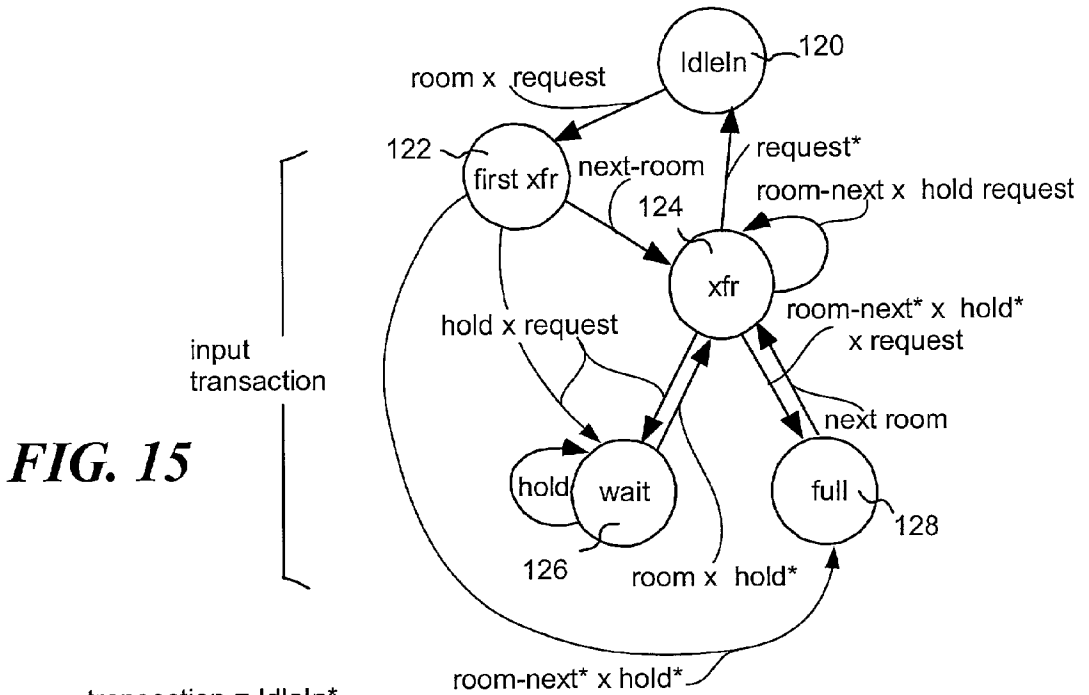 IdleIn
120
room x request
122
first xfr
next-room
request*
room-next x hold request
124
xfr
room-next* x hold*
x request
hold x request
input
transaction
next room
FIG. 15
hold
wait
full
128
126
room x hold*
room-next* x hold*
transaction = IdleIn*